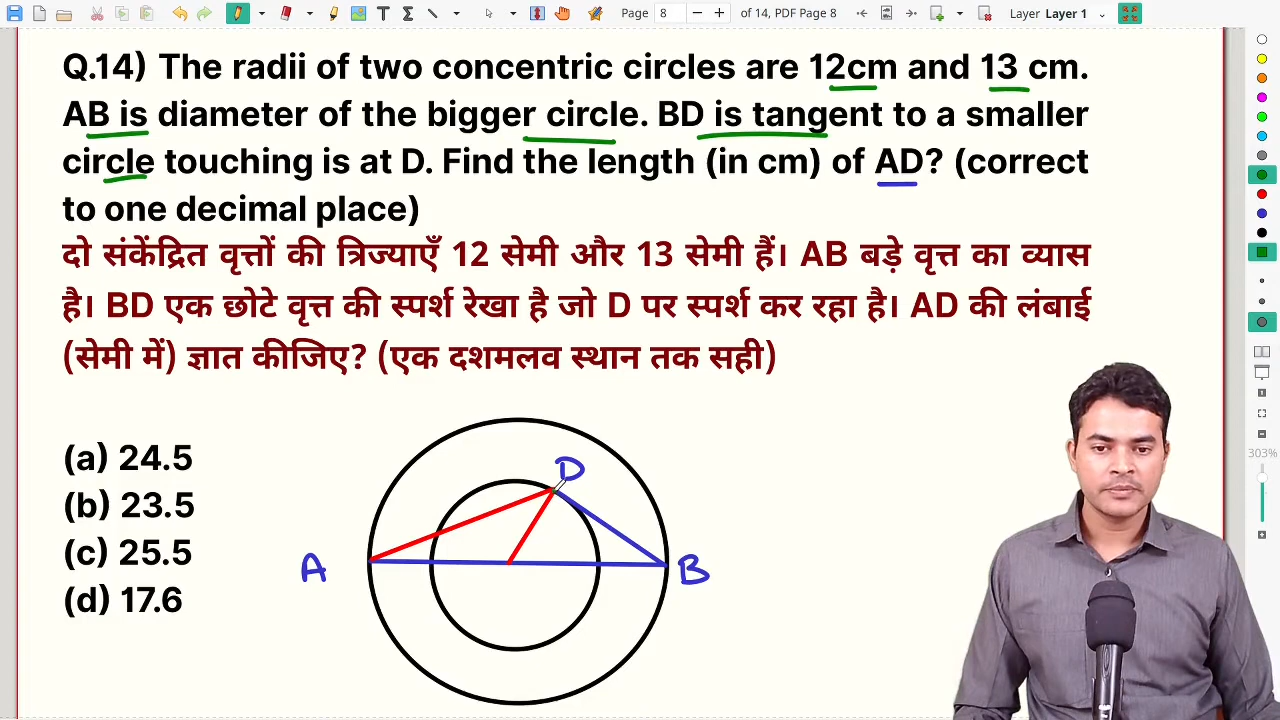 Page 8 of 14, PDF Page 8 Layer Layer 1
Q.14) The radii of two concentric circles are 12cm and 13 cm.
AB is diameter of the bigger circle. BD is tangent to a smaller
circle touching is at D. Find the length (in cm) of AD? (correct
to one decimal place)
दो संकेंद्रित वृत्तों की त्रिज्याएँ 12 सेमी और 13 सेमी हैं। AB बड़े वृत्त का व्यास
है। BD एक छोटे वृत्त की स्पर्श रेखा है जो D पर स्पर्श कर रहा है। AD की लंबाई
(सेमी में) ज्ञात कीजिए? (एक दशमलव स्थान तक सही)
(a) 24.5
(b) 23.5
(c) 25.5
(d) 17.6
D
A
B
303%